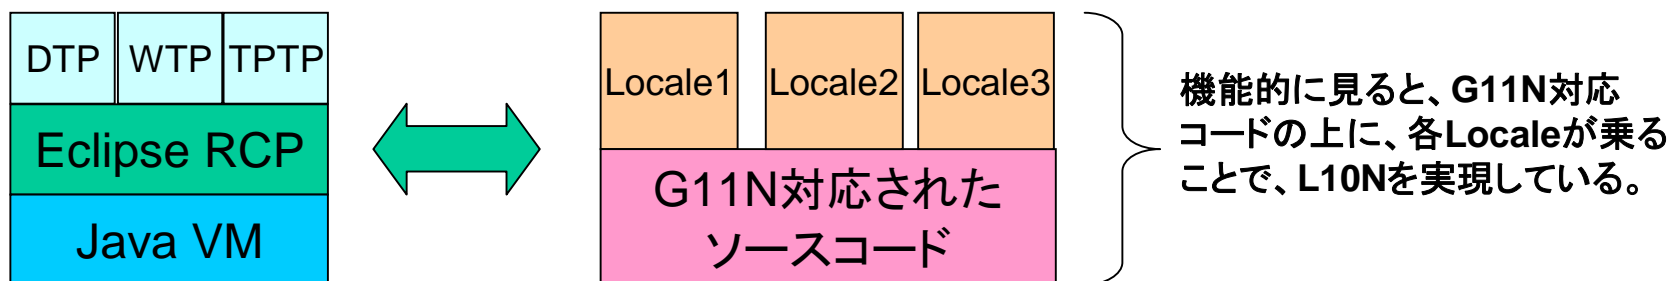 DTP WTP TPTP
Eclipse RCP
Java VM
Locale1 Locale2 Locale3
G11N対応された
ソースコード
機能的に見ると、G11N対応
コードの上に、各Localeが乗る
ことで、L10Nを実現している。